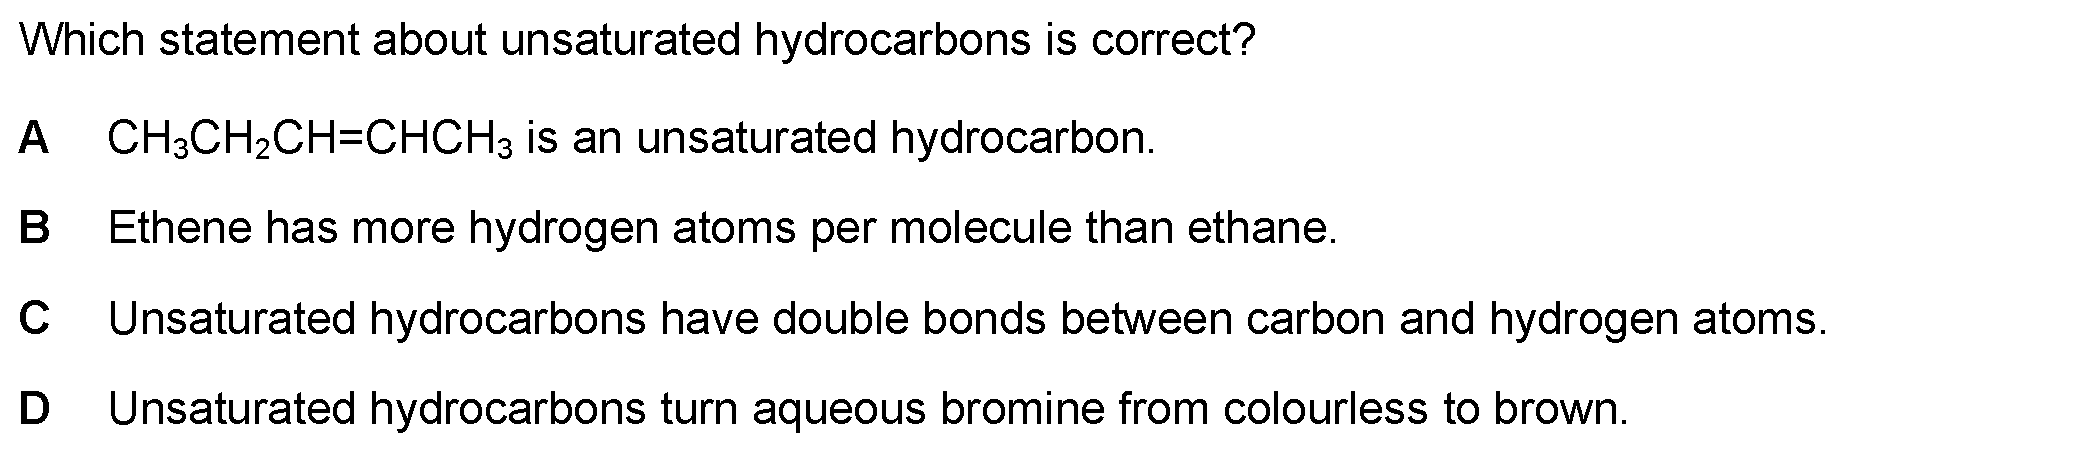 Which statement about unsaturated hydrocarbons is correct?
A CH₃CH₂CH=CHCH₃ is an unsaturated hydrocarbon.
B Ethene has more hydrogen atoms per molecule than ethane.
C Unsaturated hydrocarbons have double bonds between carbon and hydrogen atoms.
D Unsaturated hydrocarbons turn aqueous bromine from colourless to brown.